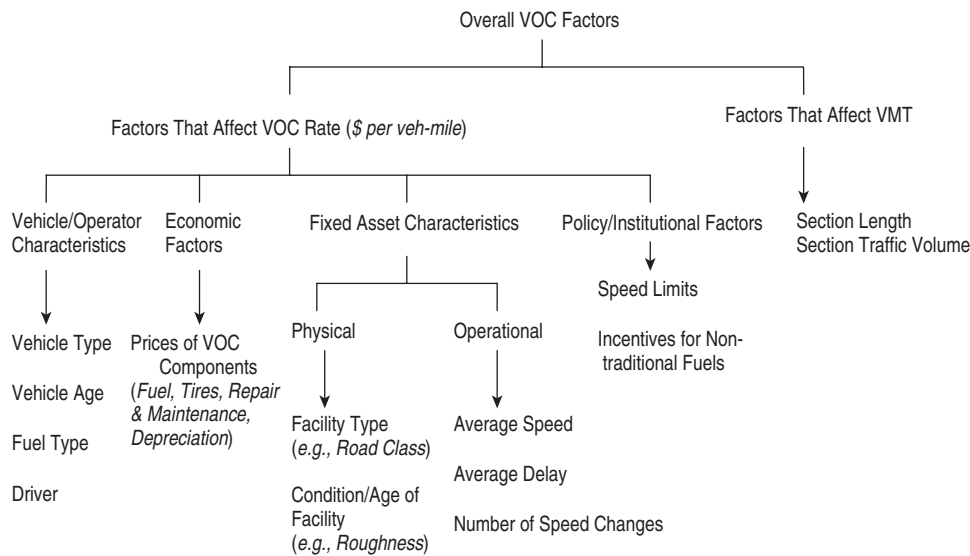 Overall VOC Factors
Factors That Affect VOC Rate ($ per veh-mile)
Factors That Affect VMT
Vehicle/Operator
Characteristics
Economic
Factors
Fixed Asset Characteristics
Policy/Institutional Factors
Section Length
Section Traffic Volume
Vehicle Type
Vehicle Age
Fuel Type
Driver
Prices of VOC
Components
(Fuel, Tires, Repair
& Maintenance,
Depreciation)
Physical
Facility Type
(e.g., Road Class)
Condition/Age of
Facility
(e.g., Roughness)
Operational
Average Speed
Average Delay
Number of Speed Changes
Speed Limits
Incentives for Non-
traditional Fuels